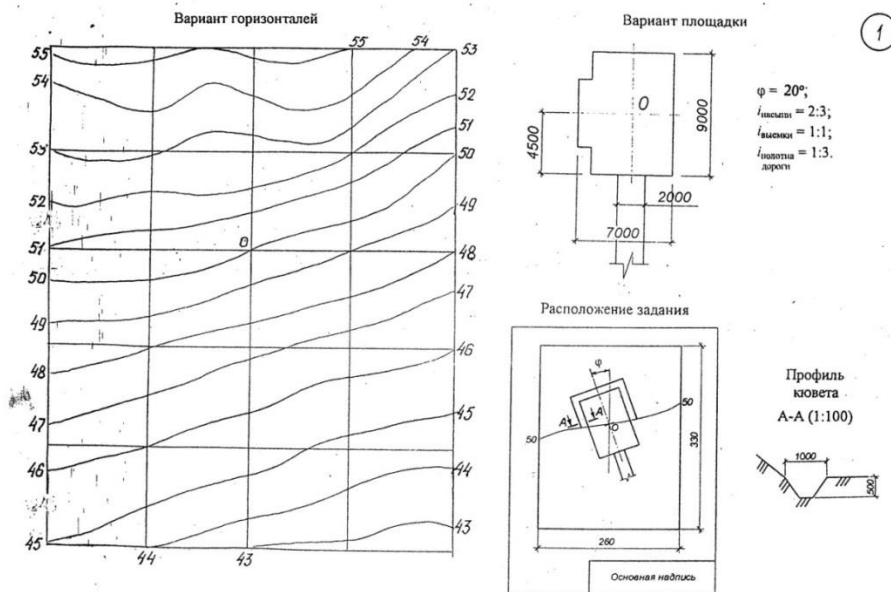 Вариант горизонталей
Вариант площадки
1
55
54
53
52
51
50
49
48
47
46
45
55
54
53
52
51
50
49
48
47
46
45
44
43
44
43
O
O
4500
9000
2000
7000
φ = 20°;
iнасыпи = 2:3;
iвыемки = 1:1;
iполотна дороги = 1:3.
Расположение задания
φ
A
A
O
50
50
330
260
Основная надпись
Профиль
кювета
A-A (1:100)
1000
500